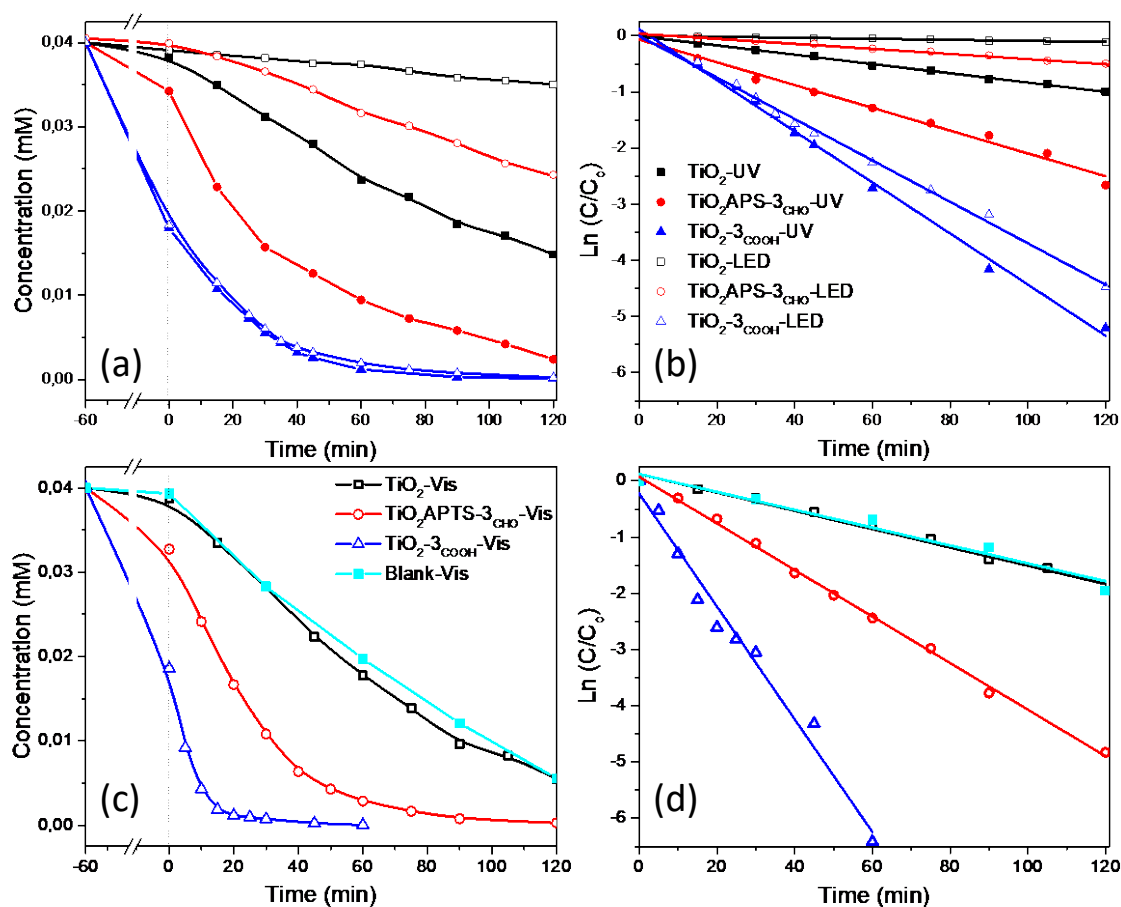 0,04
0,03
0,02
0,01
0,00
Concentration (mM)
(a)
-60 0 20 40 60 80 100 120
Time (min)
0
-1
-2
-3
-4
-5
-6
Ln (C/C₀)
TiO₂-UV
TiO₂APS-3CHO-UV
TiO₂-3COOH-UV
TiO₂-LED
TiO₂APS-3CHO-LED
TiO₂-3COOH-LED
(b)
0 20 40 60 80 100 120
Time (min)
0,04
0,03
0,02
0,01
0,00
Concentration (mM)
TiO₂-Vis
TiO₂APTS-3CHO-Vis
TiO₂-3COOH-Vis
Blank-Vis
(c)
-60 0 20 40 60 80 100 120
Time (min)
0
-1
-2
-3
-4
-5
-6
Ln (C/C₀)
(d)
0 20 40 60 80 100 120
Time (min)